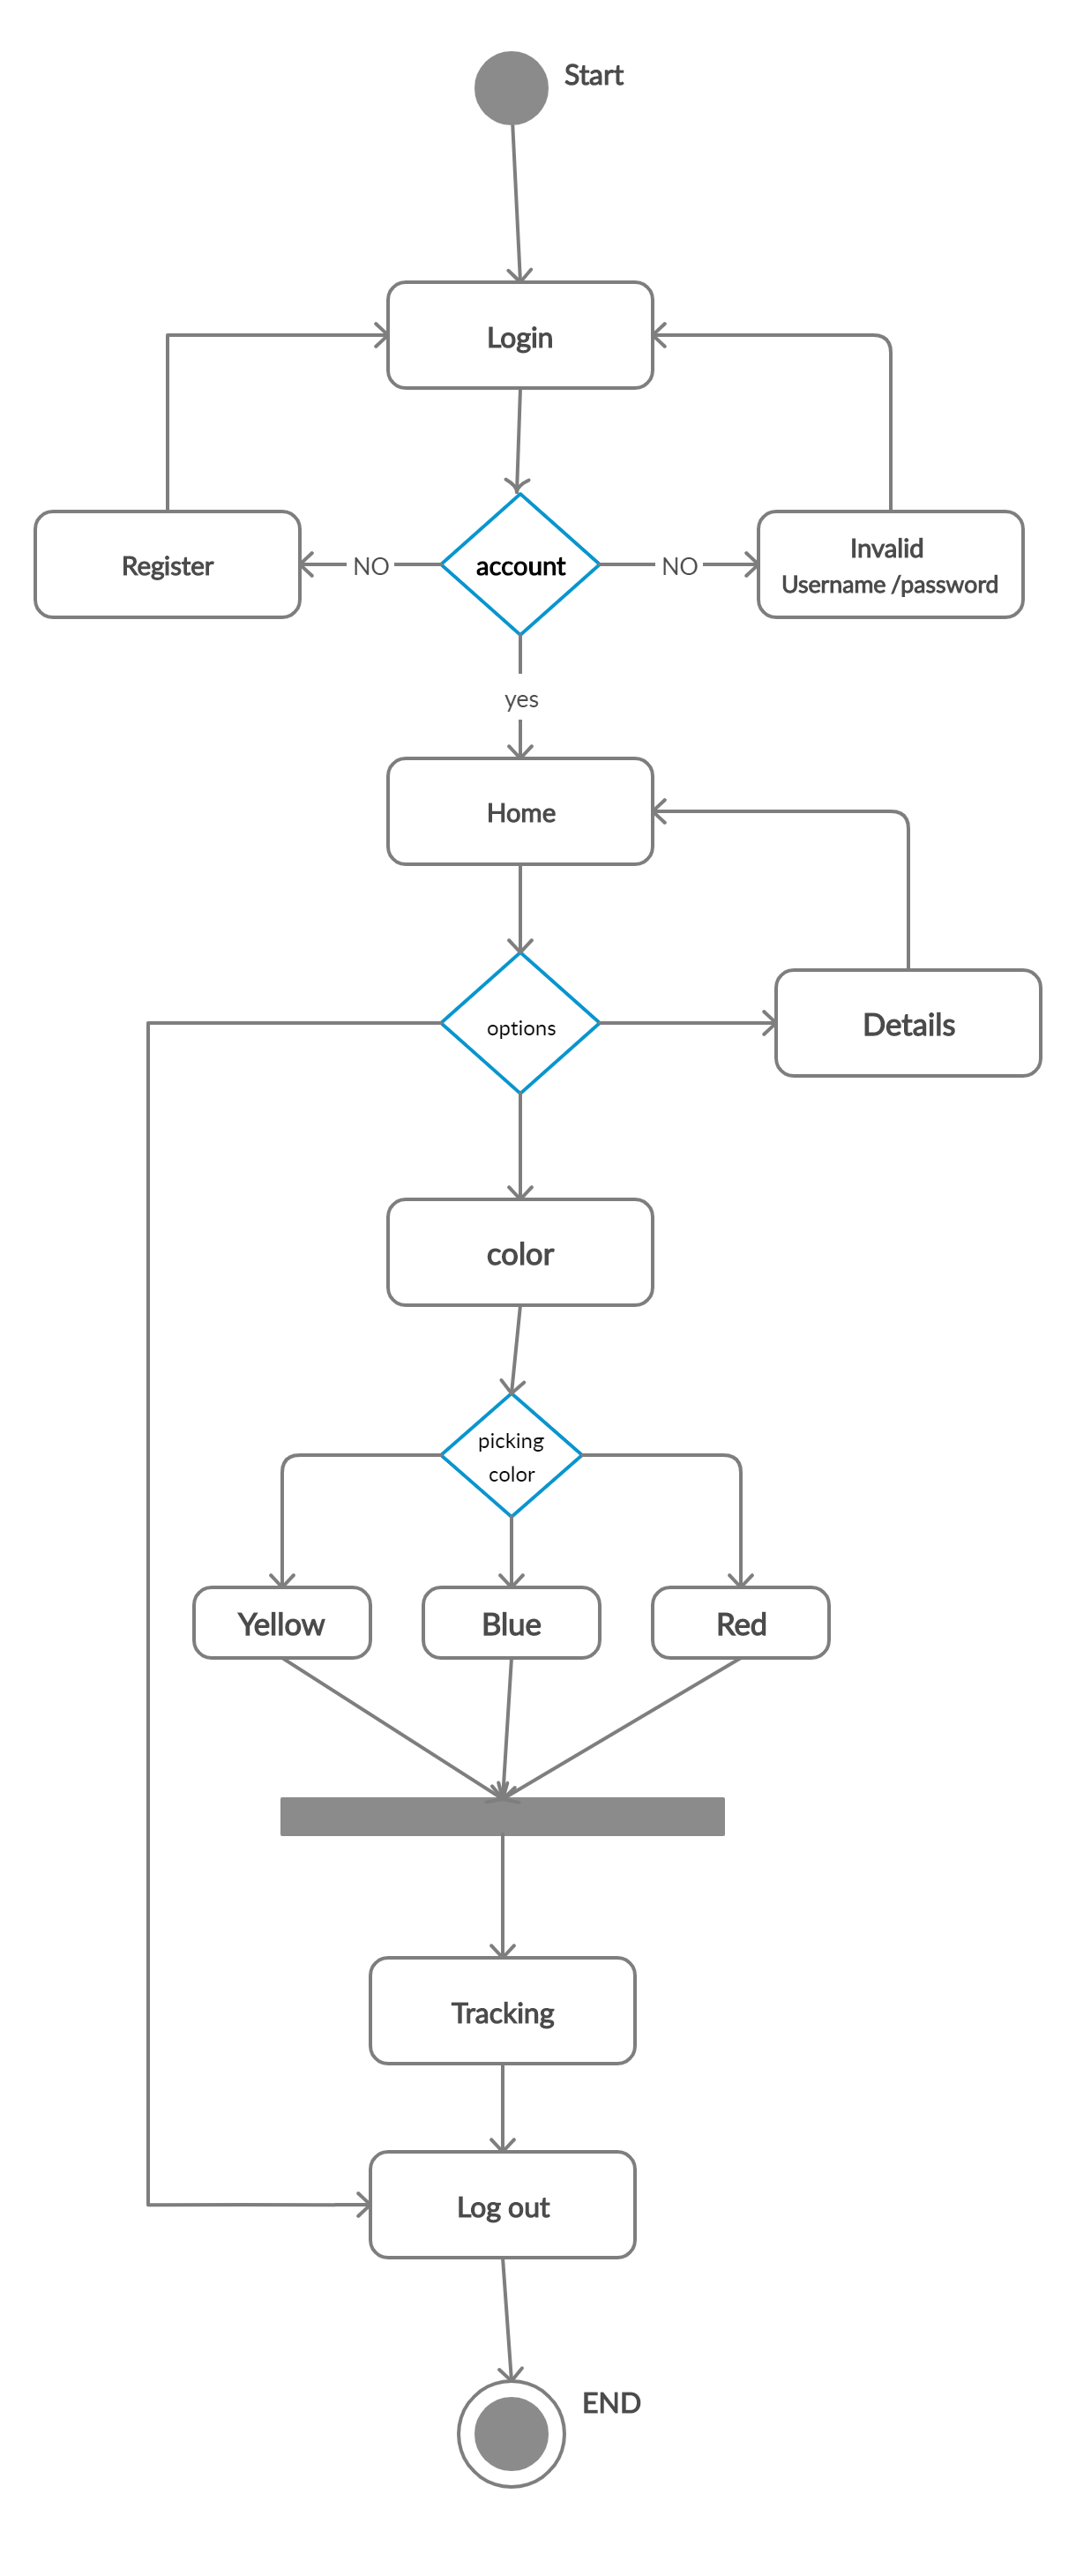 Start
Login
Register
NO
account
NO
Invalid
Username /password
yes
Home
options
Details
color
picking
color
Yellow
Blue
Red
Tracking
Log out
END